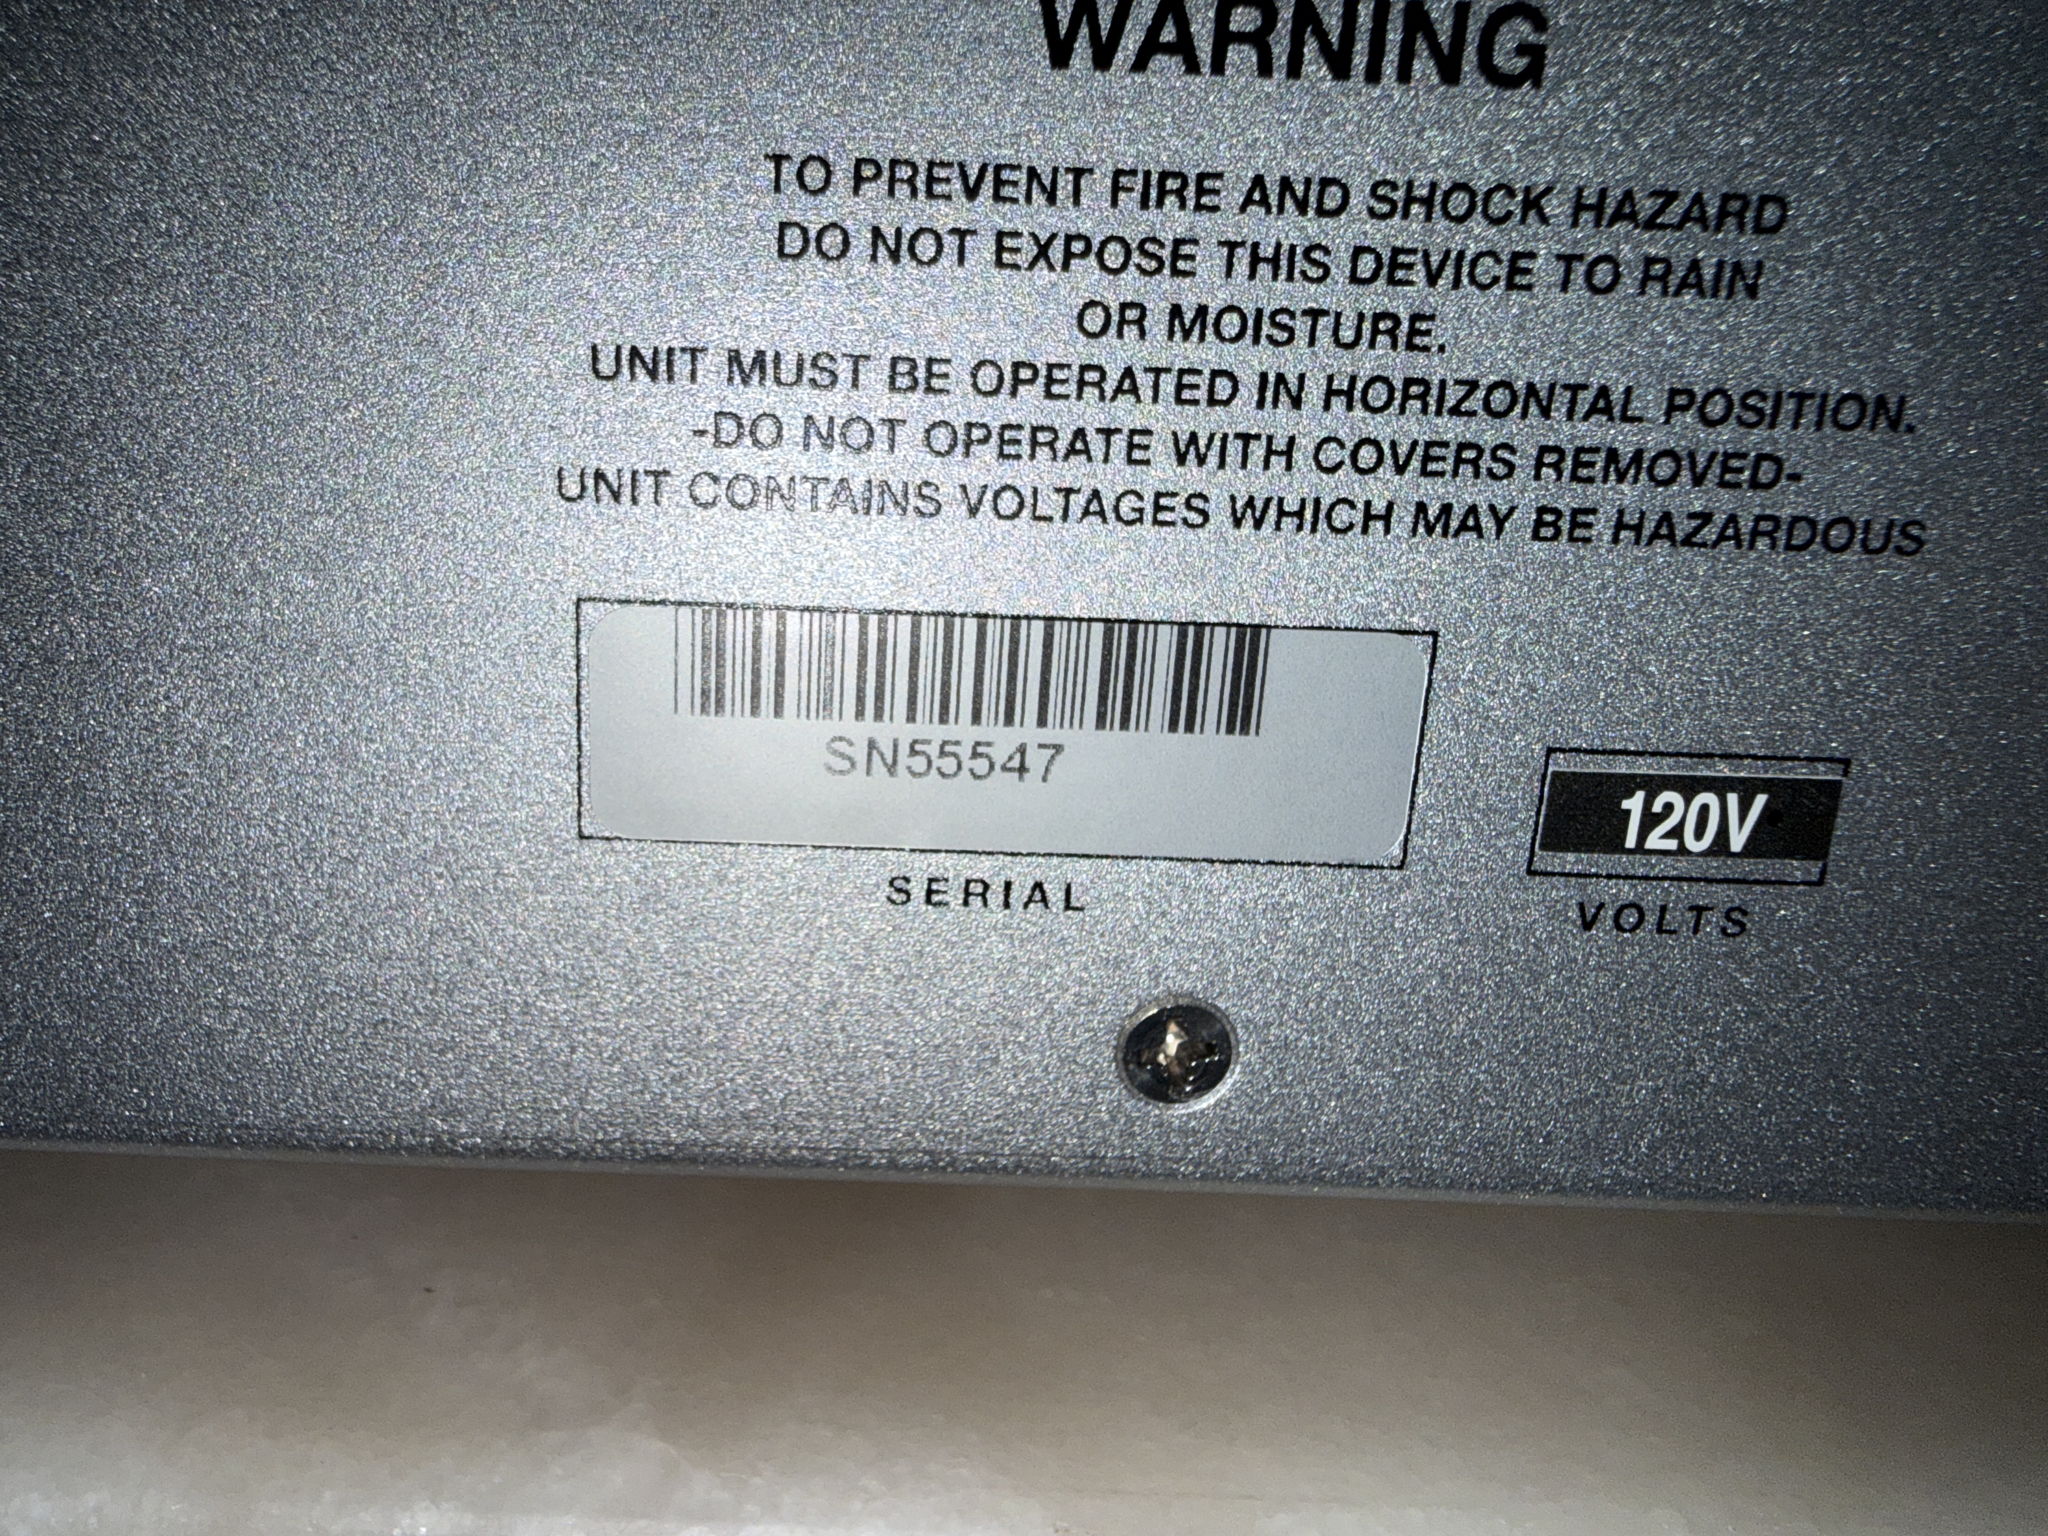 WARNING
TO PREVENT FIRE AND SHOCK HAZARD
DO NOT EXPOSE THIS DEVICE TO RAIN
OR MOISTURE.
UNIT MUST BE OPERATED IN HORIZONTAL POSITION.
-DO NOT OPERATE WITH COVERS REMOVED-
UNIT CONTAINS VOLTAGES WHICH MAY BE HAZARDOUS
SN55547
SERIAL
120V
VOLTS